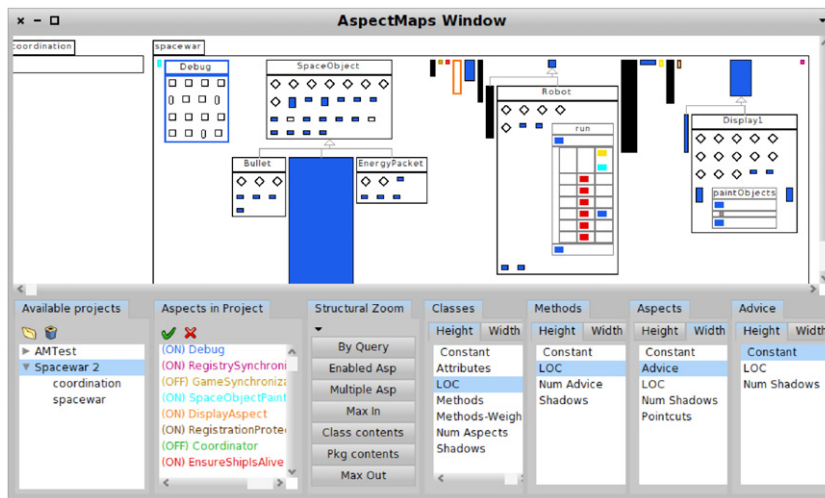 AspectMaps Window
coordination
spacewar
Debug
SpaceObject
Robot
run
Display1
Bullet
EnergyPacket
paintObjects
Available projects
AMTest
Spacewar 2
coordination
spacewar
Aspects in Project
(ON) Debug
(ON) RegistrySynchroni
(OFF) GameSynchroniza
(ON) SpaceObjectPaint
(ON) DisplayAspect
(ON) RegistrationProtec
(OFF) Coordinator
(ON) EnsureShipIsAlive
Structural Zoom
By Query
Enabled Asp
Multiple Asp
Max In
Class contents
Pkg contents
Max Out
Classes
Height Width
Constant
Attributes
LOC
Methods
Methods-Weigh
Num Aspects
Shadows
Methods
Height Width
Constant
LOC
Num Advice
Shadows
Aspects
Height Width
Constant
Advice
LOC
Num Shadows
Pointcuts
Advice
Height Width
Constant
LOC
Num Shadows